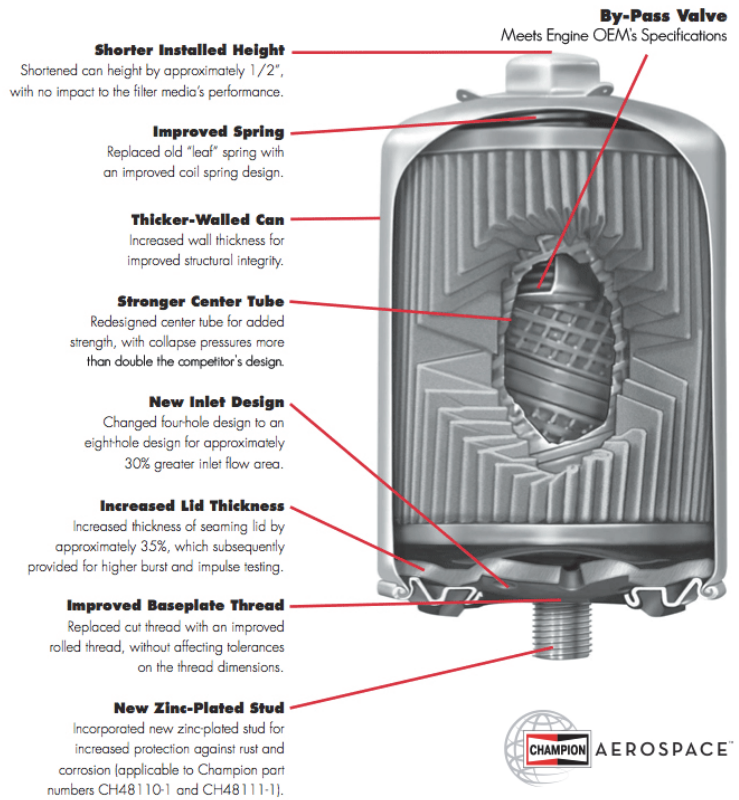 By-Pass Valve
Meets Engine OEM's Specifications
Shorter Installed Height
Shortened can height by approximately 1/2",
with no impact to the filter media's performance.
Improved Spring
Replaced old "leaf" spring with
an improved coil spring design.
Thicker-Walled Can
Increased wall thickness for
improved structural integrity.
Stronger Center Tube
Redesigned center tube for added
strength, with collapse pressures more
than double the competitor's design.
New Inlet Design
Changed four-hole design to an
eight-hole design for approximately
30% greater inlet flow area.
Increased Lid Thickness
Increased thickness of seaming lid by
approximately 35%, which subsequently
provided for higher burst and impulse testing.
Improved Baseplate Thread
Replaced cut thread with an improved
rolled thread, without affecting tolerances
on the thread dimensions.
New Zinc-Plated Stud
Incorporated new zinc-plated stud for
increased protection against rust and
corrosion (applicable to Champion part
numbers CH48110-1 and CH48111-1).
CHAMPION AEROSPACE™